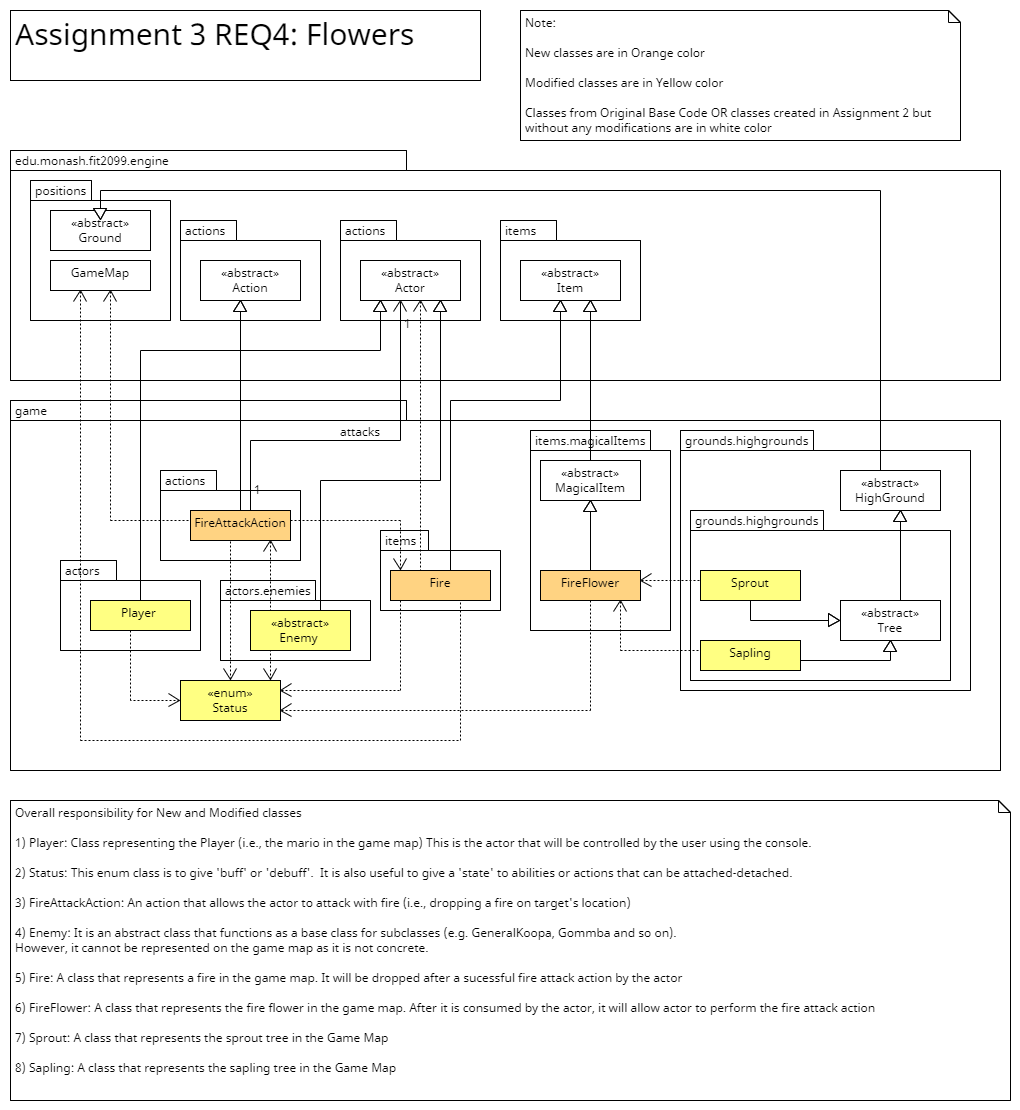 Assignment 3 REQ4: Flowers
Note:
New classes are in Orange color
Modified classes are in Yellow color
Classes from Original Base Code OR classes created in Assignment 2 but
without any modifications are in white color
edu.monash.fit2099.engine
positions
«abstract»
Ground
GameMap
actions
«abstract»
Action
actions
«abstract»
Actor
1
items
«abstract»
Item
game
attacks
1
actions
FireAttackAction
actors
Player
actors.enemies
«abstract»
Enemy
«enum»
Status
items
Fire
items.magicalItems
«abstract»
MagicalItem
FireFlower
grounds.highgrounds
«abstract»
HighGround
grounds.highgrounds
Sprout
«abstract»
Tree
Sapling
Overall responsibility for New and Modified classes
1) Player: Class representing the Player (i.e., the mario in the game map) This is the actor that will be controlled by the user using the console.
2) Status: This enum class is to give 'buff' or 'debuff'.  It is also useful to give a 'state' to abilities or actions that can be attached-detached.
3) FireAttackAction: An action that allows the actor to attack with fire (i.e., dropping a fire on target's location)
4) Enemy: It is an abstract class that functions as a base class for subclasses (e.g. GeneralKoopa, Gommba and so on).
However, it cannot be represented on the game map as it is not concrete.
5) Fire: A class that represents a fire in the game map. It will be dropped after a sucessful fire attack action by the actor
6) FireFlower: A class that represents the fire flower in the game map. After it is consumed by the actor, it will allow actor to perform the fire attack action
7) Sprout: A class that represents the sprout tree in the Game Map
8) Sapling: A class that represents the sapling tree in the Game Map